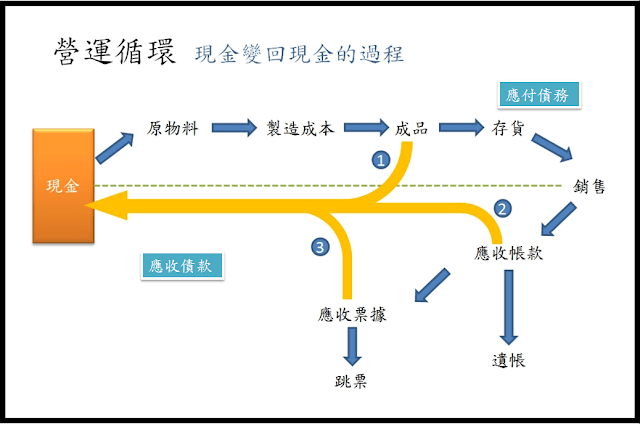 營運循環 現金變回現金的過程
應付債務
原物料 製造成本 成品 存貨
1
現金
銷售
2
3
應收帳款
應收債款
應收票據
遺帳
跳票